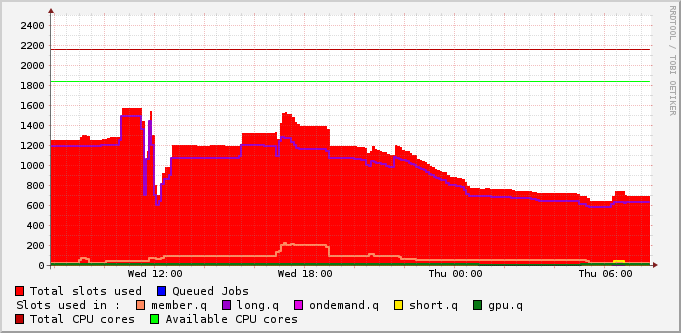 2400
2200
2000
1800
1600
1400
1200
1000
800
600
400
200
0
Wed 12:00 Wed 18:00 Thu 00:00 Thu 06:00
Total slots used Queued Jobs
Slots used in : member.q long.q ondemand.q short.q gpu.q
Total CPU cores Available CPU cores
RRDTOOL / TOBI OETIKER